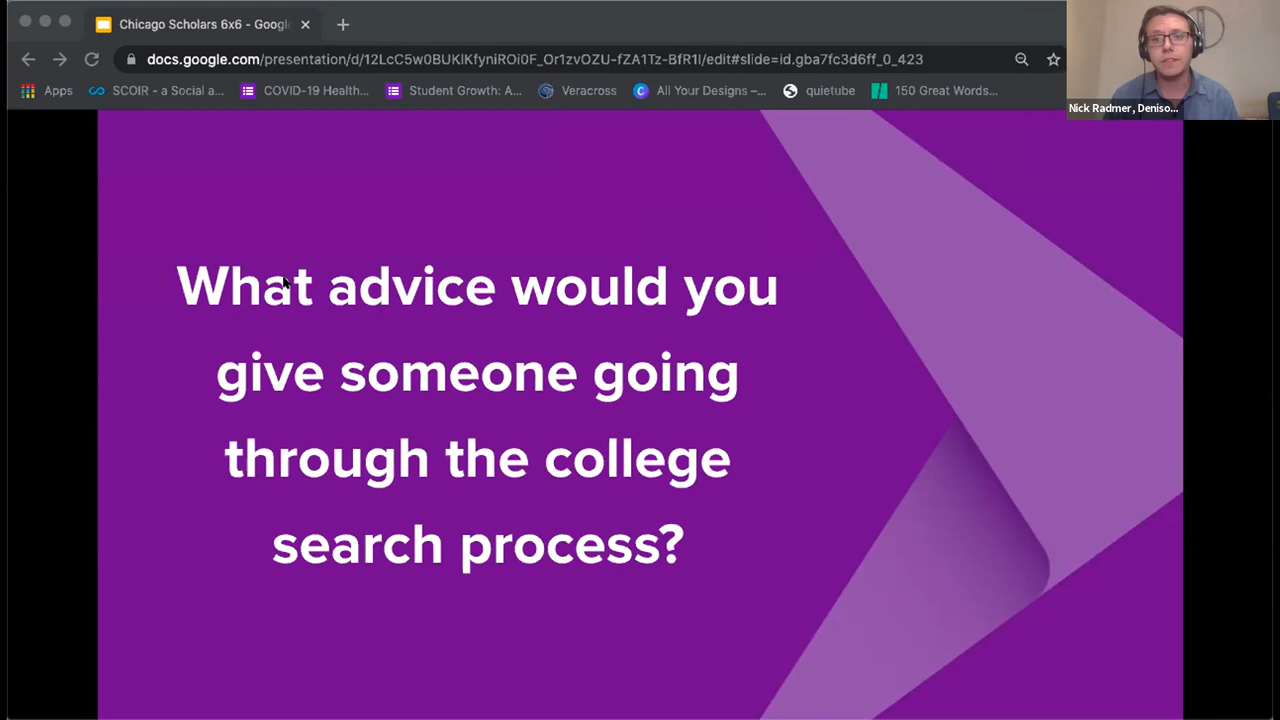 Chicago Scholars 6x6 - Googl
docs.google.com/presentation/d/12LcC5w0BUKlKfyniROi0F_Or1zvOZU-fZA1Tz-BfR1I/edit#slide=id.gba7fc3d6ff_0_423
Apps SCOIR - a Social a... COVID-19 Health... Student Growth: A... Veracross All Your Designs –... quietube 150 Great Words...
Nick Radmer, Deniso...
What advice would you
give someone going
through the college
search process?